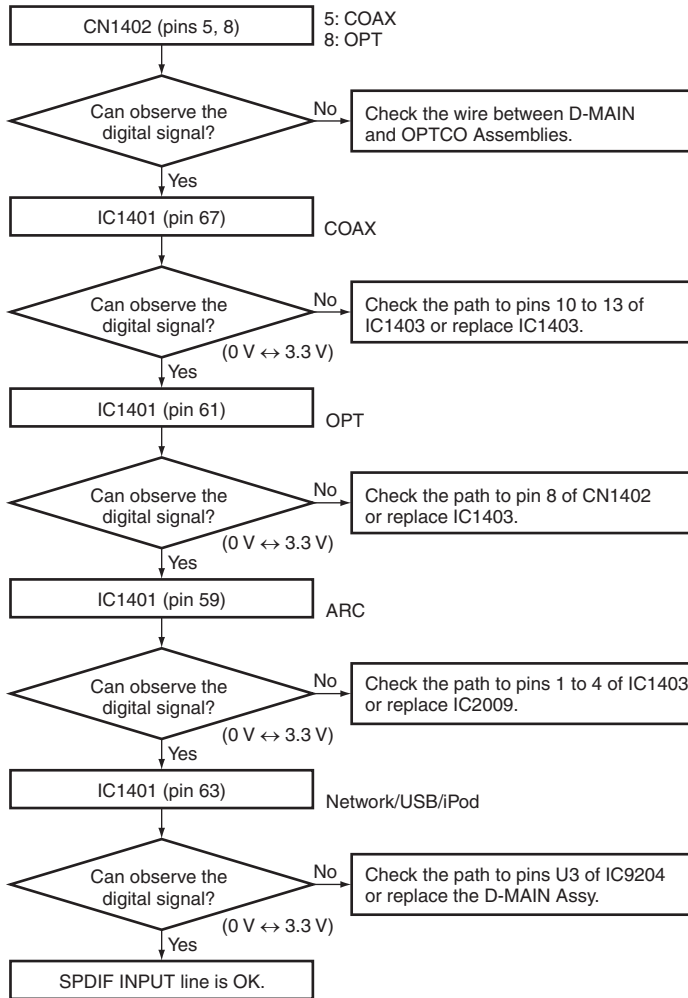 CN1402 (pins 5, 8)
5: COAX
8: OPT
Can observe the
digital signal?
No
Check the wire between D-MAIN
and OPTCO Assemblies.
Yes
IC1401 (pin 67)
COAX
Can observe the
digital signal?
No
Check the path to pins 10 to 13 of
IC1403 or replace IC1403.
(0 V ↔ 3.3 V)
Yes
IC1401 (pin 61)
OPT
Can observe the
digital signal?
No
Check the path to pin 8 of CN1402
or replace IC1403.
(0 V ↔ 3.3 V)
Yes
IC1401 (pin 59)
ARC
Can observe the
digital signal?
No
Check the path to pins 1 to 4 of IC1403
or replace IC2009.
(0 V ↔ 3.3 V)
Yes
IC1401 (pin 63)
Network/USB/iPod
Can observe the
digital signal?
No
Check the path to pins U3 of IC9204
or replace the D-MAIN Assy.
(0 V ↔ 3.3 V)
Yes
SPDIF INPUT line is OK.